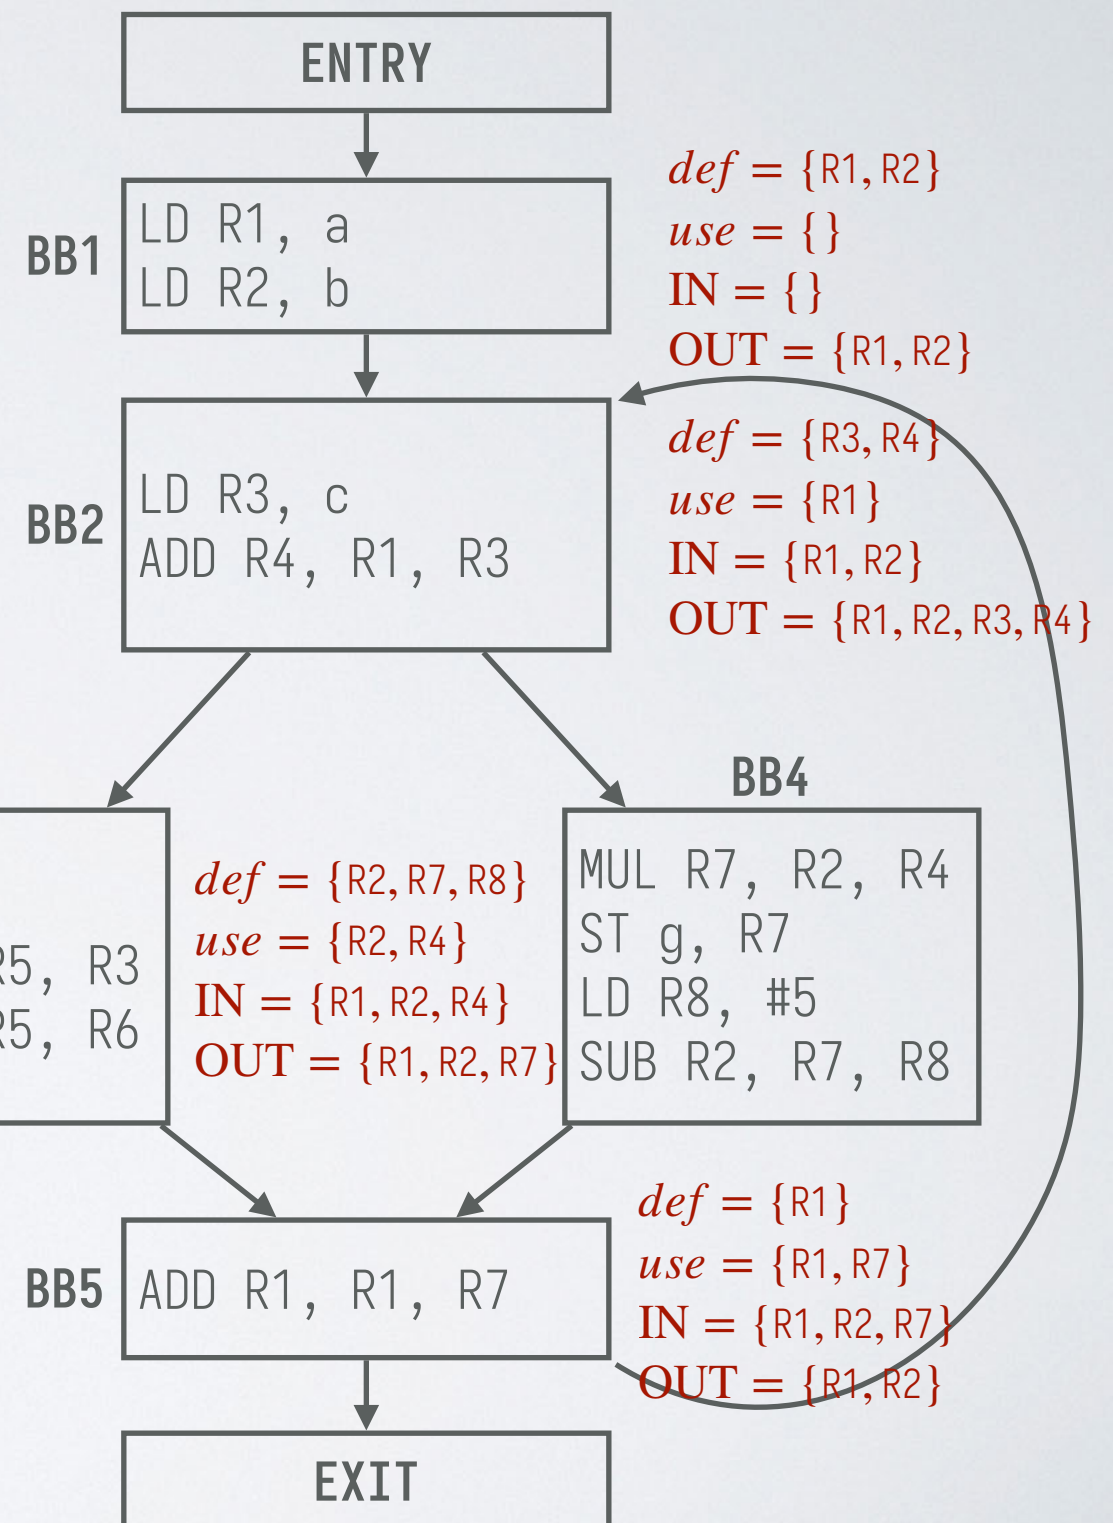 ENTRY
BB1
LD R1, a
LD R2, b
def = {R1, R2}
use = {}
IN = {}
OUT = {R1, R2}
BB2
LD R3, c
ADD R4, R1, R3
def = {R3, R4}
use = {R1}
IN = {R1, R2}
OUT = {R1, R2, R3, R4}
R5, R3
R5, R6
def = {R2, R7, R8}
use = {R2, R4}
IN = {R1, R2, R4}
OUT = {R1, R2, R7}
BB4
MUL R7, R2, R4
ST g, R7
LD R8, #5
SUB R2, R7, R8
BB5
ADD R1, R1, R7
def = {R1}
use = {R1, R7}
IN = {R1, R2, R7}
OUT = {R1, R2}
EXIT